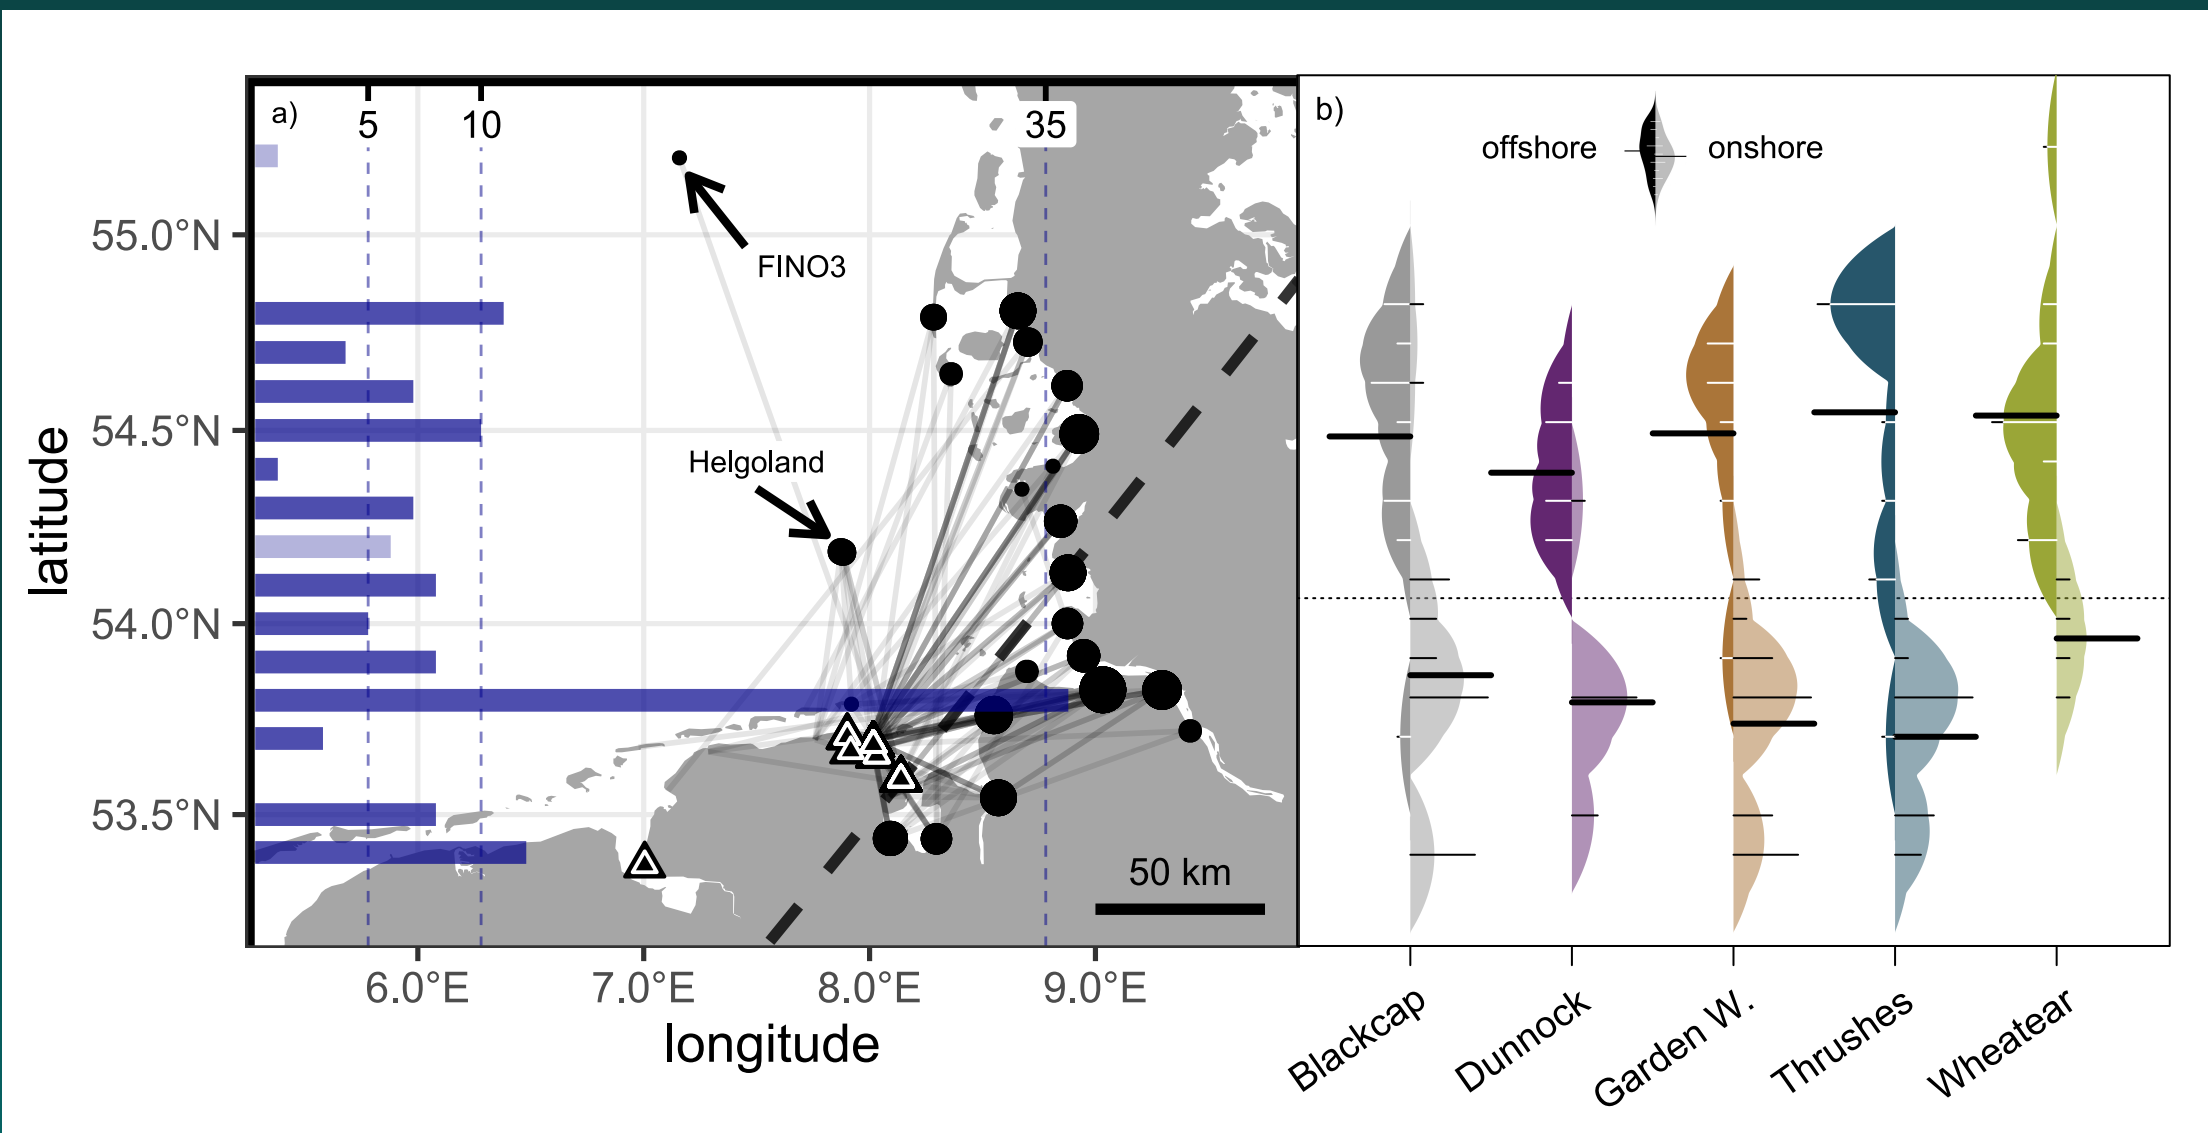 a)
5
10
35
b)
offshore
onshore
FINO3
Helgoland
latitude
55.0°N
54.5°N
54.0°N
53.5°N
50 km
6.0°E
7.0°E
8.0°E
9.0°E
longitude
Blackcap
Dunnock
Garden W.
Thrushes
Wheatear